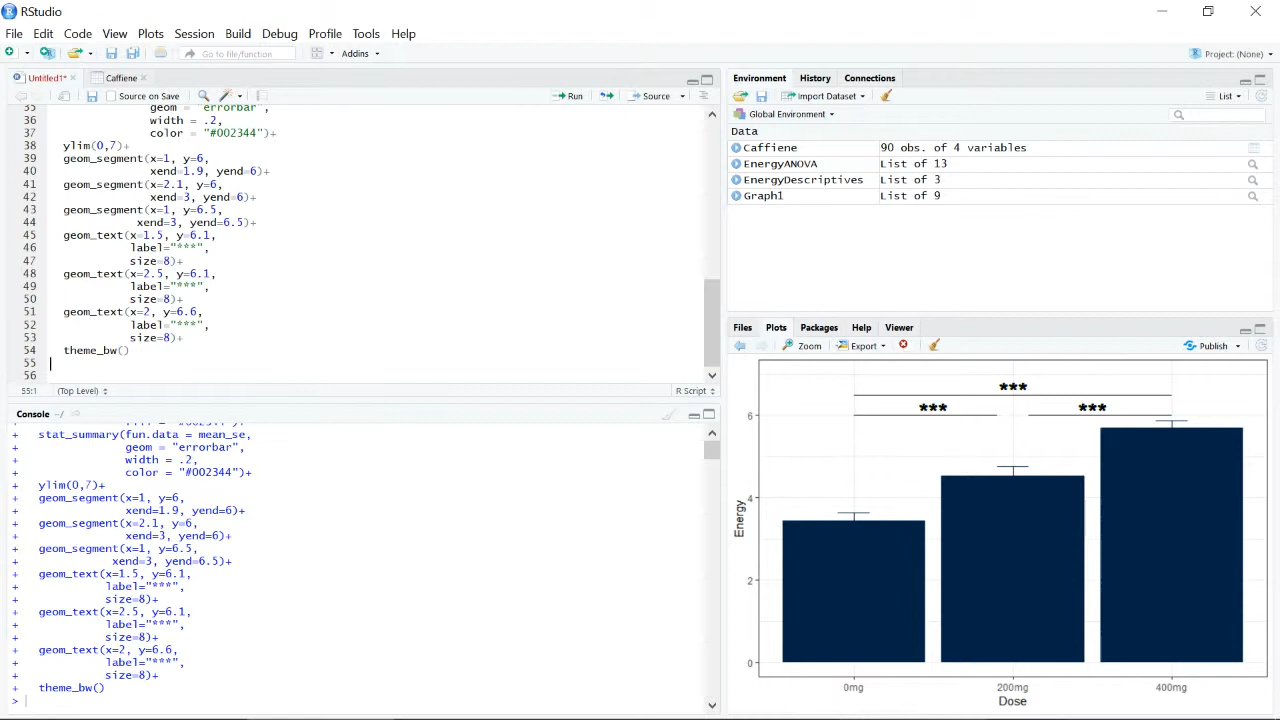 RStudio
File Edit Code View Plots Session Build Debug Profile Tools Help
Go to file/function Addins Project: (None)
Untitled1* Caffiene
Source on Save Run Source
35 geom = "errorbar",
36 width = .2,
37 color = "#002344")+
38 ylim(0,7)+
39 geom_segment(x=1, y=6,
40 xend=1.9, yend=6)+
41 geom_segment(x=2.1, y=6,
42 xend=3, yend=6)+
43 geom_segment(x=1, y=6.5,
44 xend=3, yend=6.5)+
45 geom_text(x=1.5, y=6.1,
46 label="***",
47 size=8)+
48 geom_text(x=2.5, y=6.1,
49 label="***",
50 size=8)+
51 geom_text(x=2, y=6.6,
52 label="***",
53 size=8)+
54 theme_bw()
55
56
55:1 (Top Level) R Script
Console ~/
+ stat_summary(fun.data = mean_se,
+ geom = "errorbar",
+ width = .2,
+ color = "#002344")+
+ ylim(0,7)+
+ geom_segment(x=1, y=6,
+ xend=1.9, yend=6)+
+ geom_segment(x=2.1, y=6,
+ xend=3, yend=6)+
+ geom_segment(x=1, y=6.5,
+ xend=3, yend=6.5)+
+ geom_text(x=1.5, y=6.1,
+ label="***",
+ size=8)+
+ geom_text(x=2.5, y=6.1,
+ label="***",
+ size=8)+
+ geom_text(x=2, y=6.6,
+ label="***",
+ size=8)+
+ theme_bw()
>
Environment History Connections
Import Dataset List
Global Environment
Data
Caffiene 90 obs. of 4 variables
EnergyANOVA List of 13
EnergyDescriptives List of 3
Graph1 List of 9
Files Plots Packages Help Viewer
Zoom Export Publish
***
*** ***
6
4
2
0
Energy
0mg 200mg 400mg
Dose